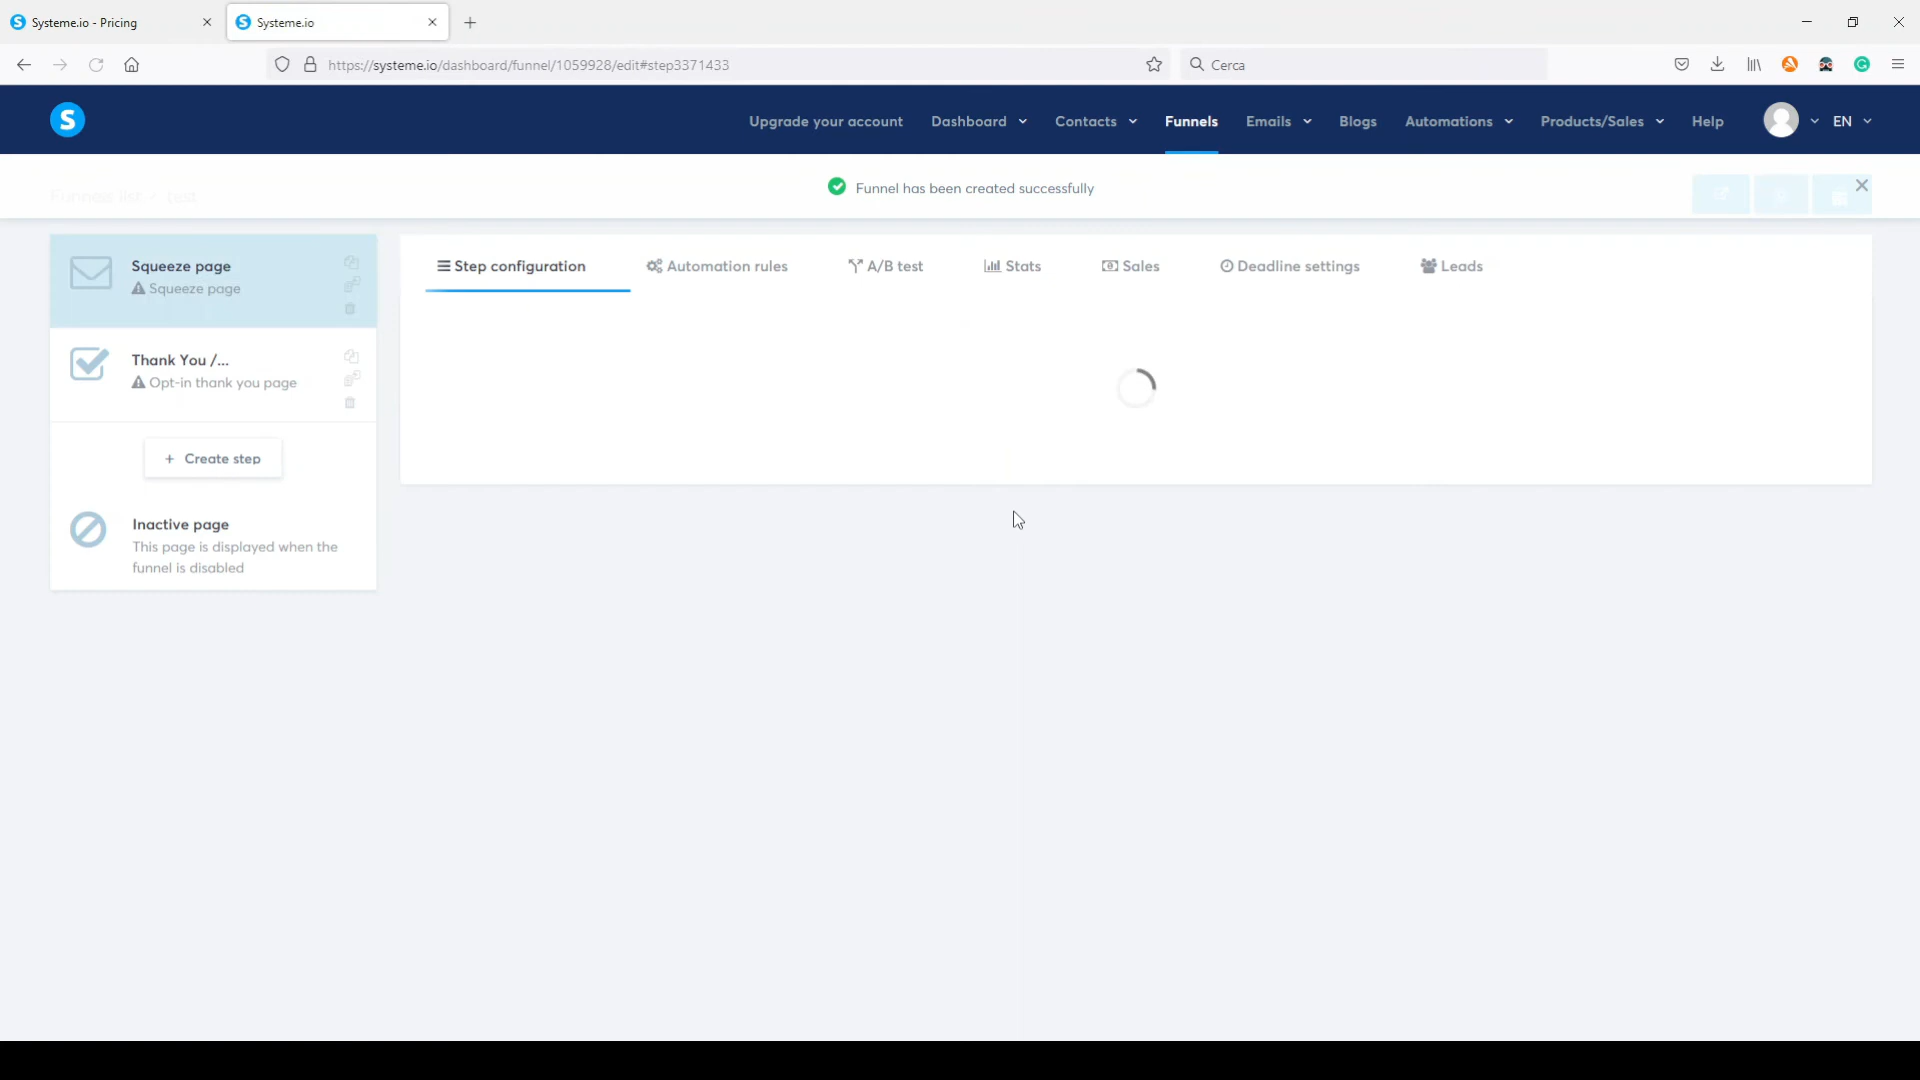 Systeme.io - Pricing
Systeme.io
https://systeme.io/dashboard/funnel/1059928/edit#step3371433
Cerca
S
Upgrade your account
Dashboard
Contacts
Funnels
Emails
Blogs
Automations
Products/Sales
Help
EN
Funnel has been created successfully
Squeeze page
Squeeze page
Step configuration
Automation rules
A/B test
Stats
Sales
Deadline settings
Leads
Thank You /...
Opt-in thank you page
+ Create step
Inactive page
This page is displayed when the
funnel is disabled